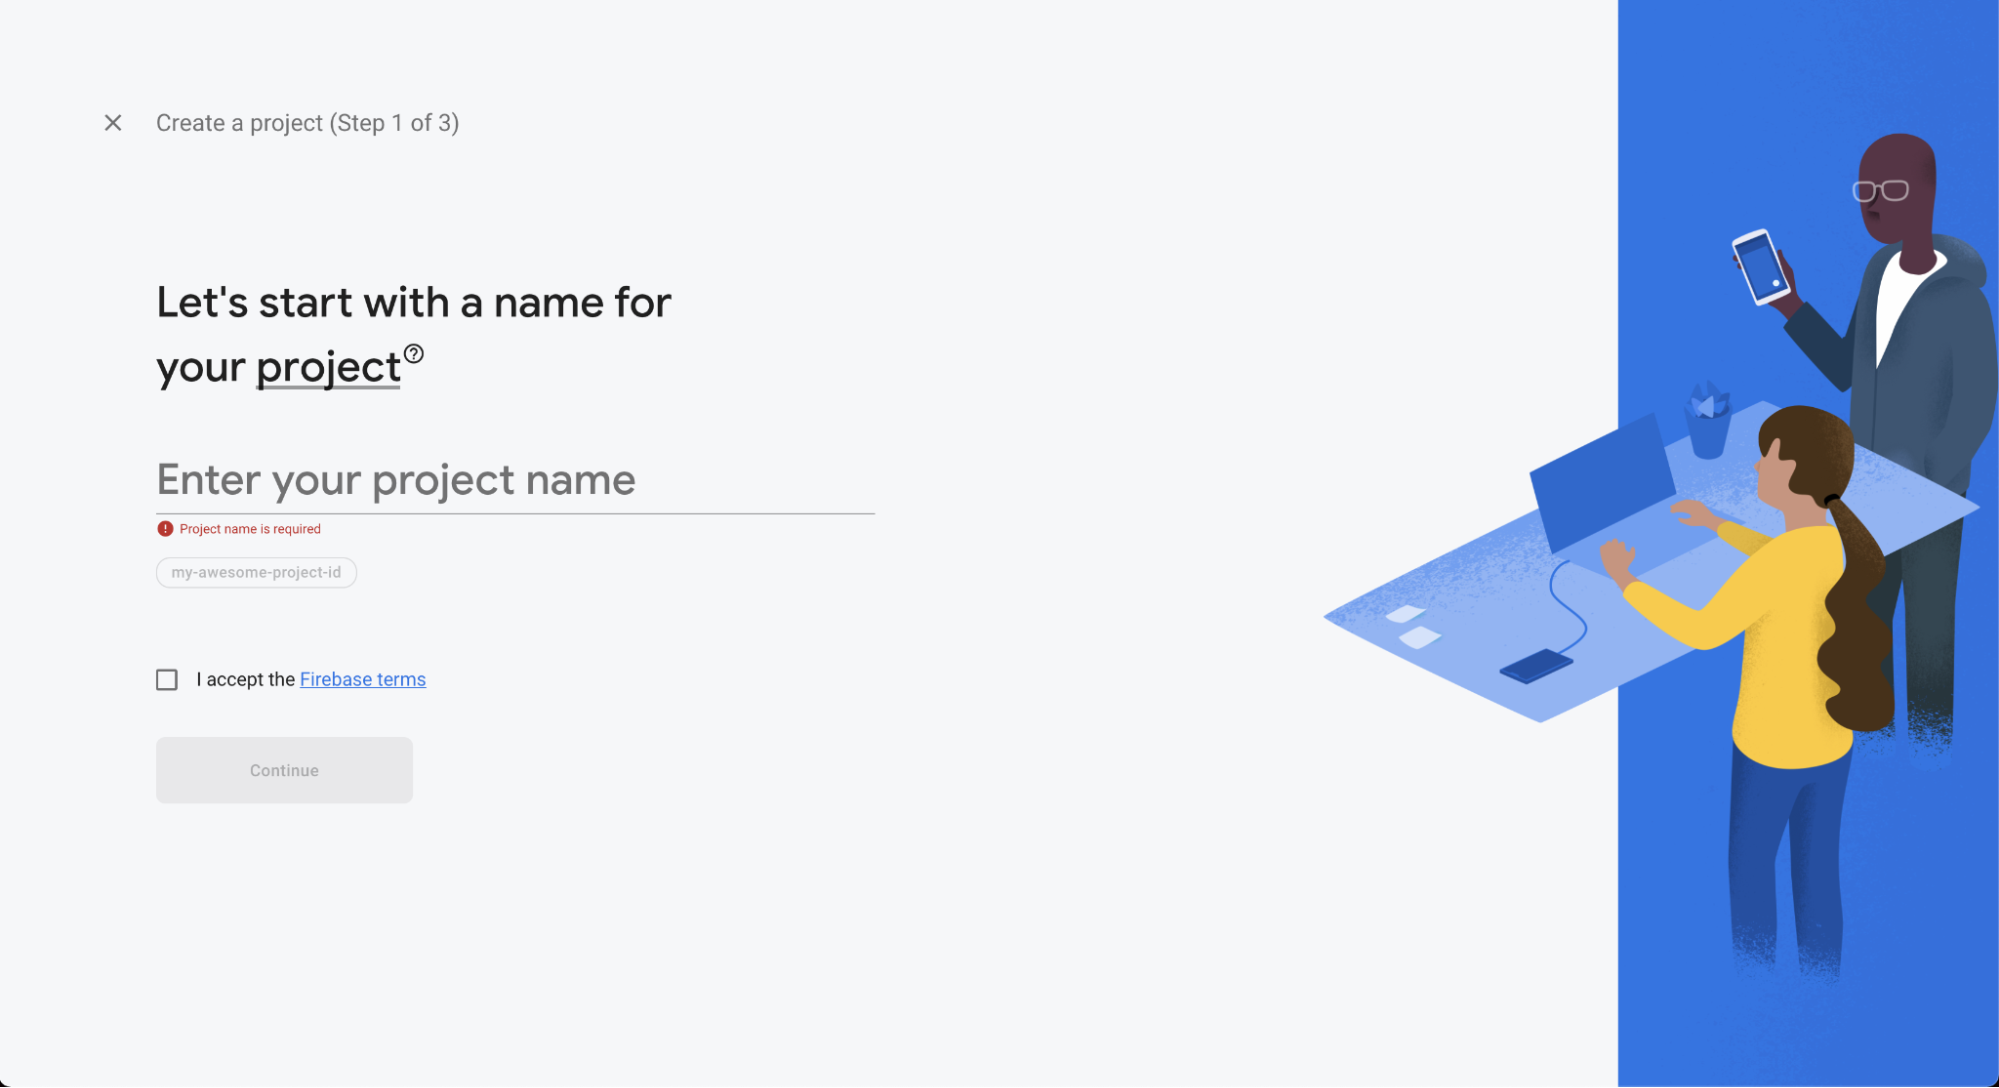 Create a project (Step 1 of 3)
Let's start with a name for
your project
Enter your project name
Project name is required
my-awesome-project-id
I accept the Firebase terms
Continue